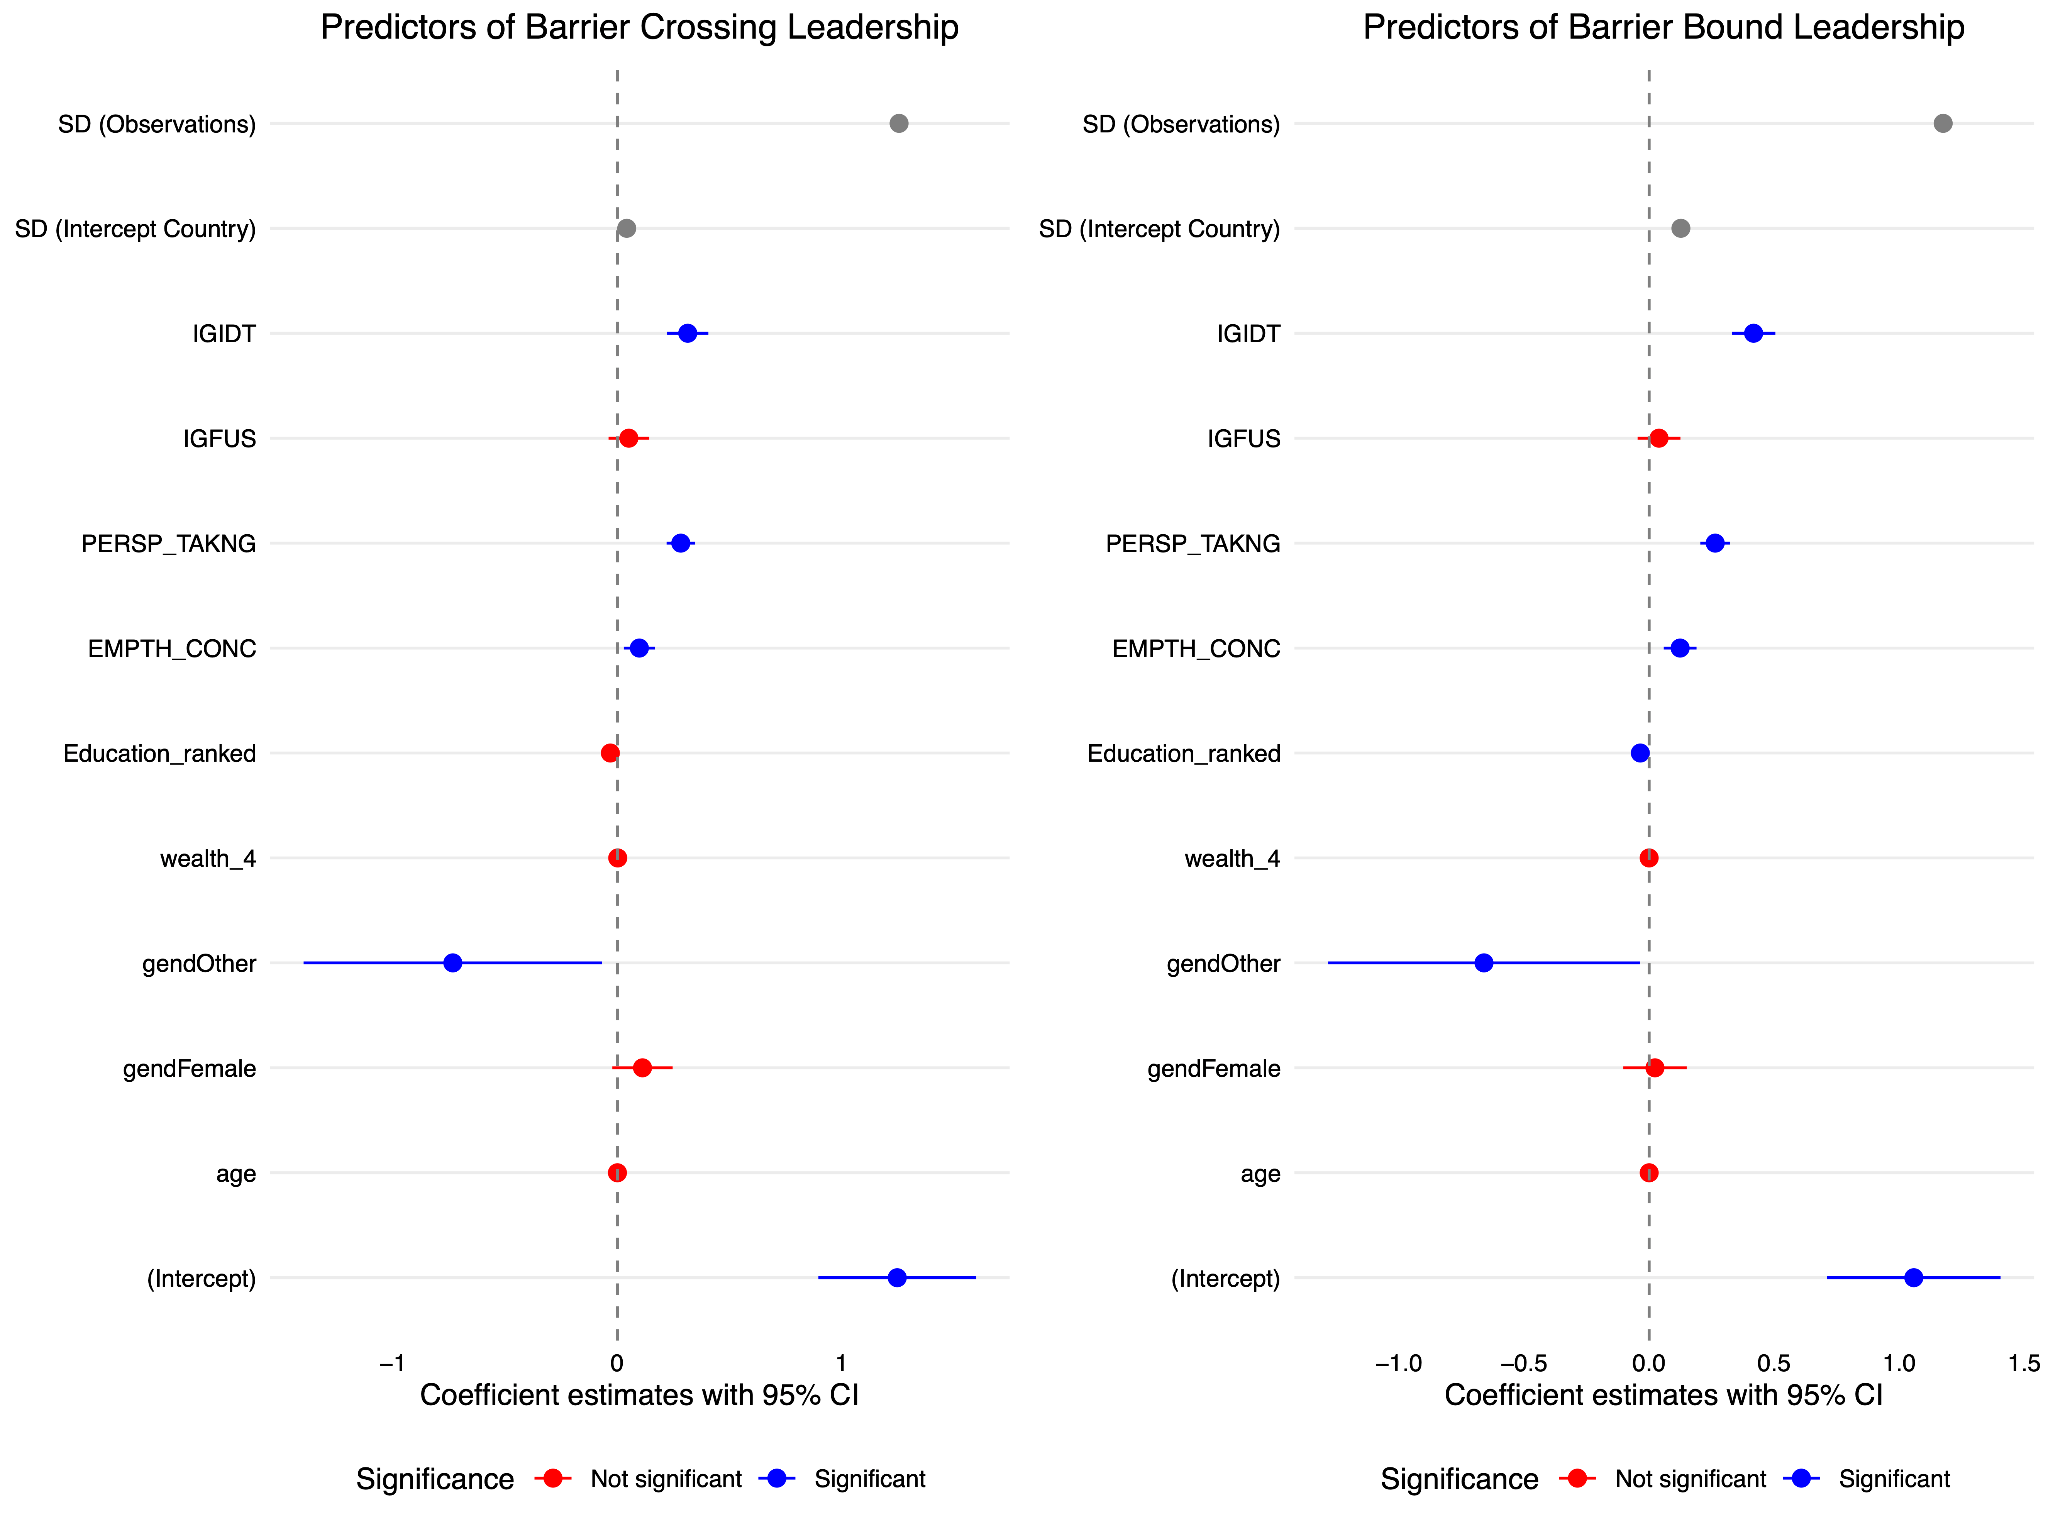 Predictors of Barrier Crossing Leadership
SD (Observations)
SD (Intercept Country)
IGIDT
IGFUS
PERSP_TAKNG
EMPTH_CONC
Education_ranked
wealth_4
gendOther
gendFemale
age
(Intercept)
−1 0 1
Coefficient estimates with 95% CI
Significance Not significant Significant
Predictors of Barrier Bound Leadership
SD (Observations)
SD (Intercept Country)
IGIDT
IGFUS
PERSP_TAKNG
EMPTH_CONC
Education_ranked
wealth_4
gendOther
gendFemale
age
(Intercept)
−1.0 −0.5 0.0 0.5 1.0 1.5
Coefficient estimates with 95% CI
Significance Not significant Significant